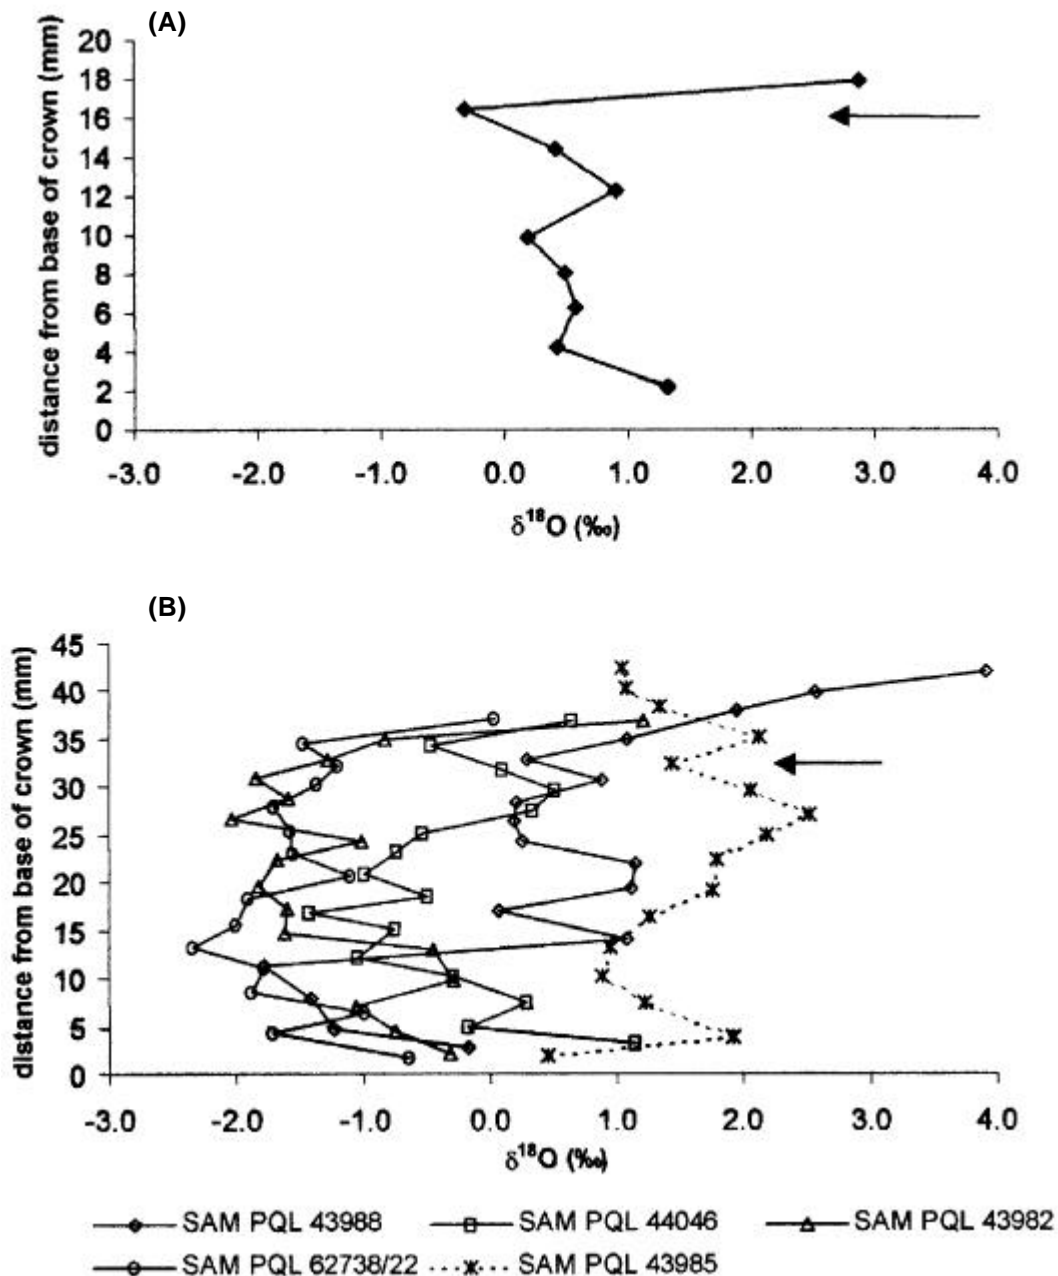 (A)
distance from base of crown (mm)
20
18
16
14
12
10
8
6
4
2
0
-3.0 -2.0 -1.0 0.0 1.0 2.0 3.0 4.0
δ18O (‰)
(B)
distance from base of crown (mm)
45
40
35
30
25
20
15
10
5
0
-3.0 -2.0 -1.0 0.0 1.0 2.0 3.0 4.0
δ18O (‰)
SAM PQL 43988 SAM PQL 44046 SAM PQL 43982
SAM PQL 62738/22 SAM PQL 43985